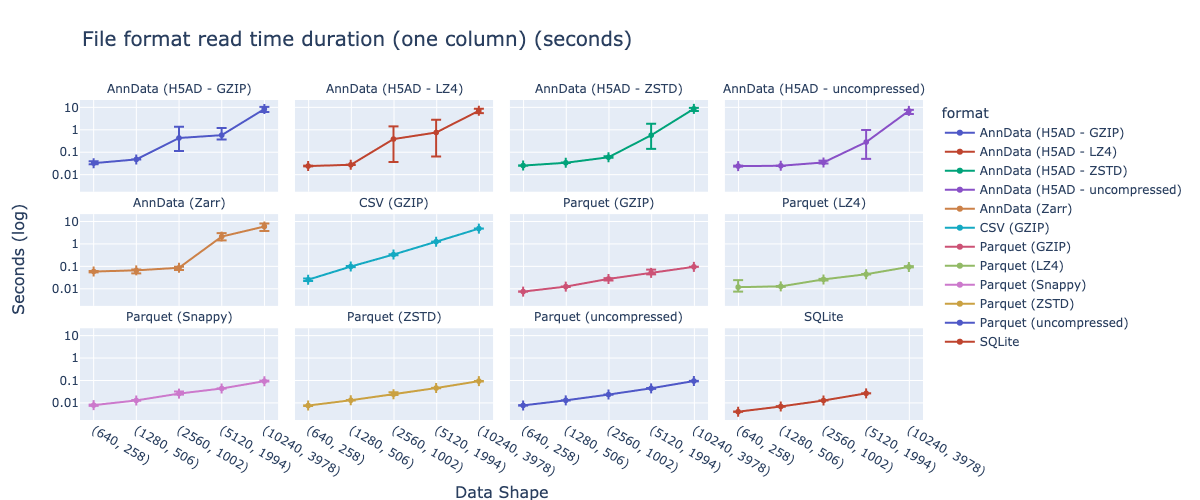 File format read time duration (one column) (seconds)
AnnData (H5AD - GZIP)
AnnData (H5AD - LZ4)
AnnData (H5AD - ZSTD)
AnnData (H5AD - uncompressed)
10
1
0.1
0.01
AnnData (Zarr)
CSV (GZIP)
Parquet (GZIP)
Parquet (LZ4)
10
1
0.1
0.01
Parquet (Snappy)
Parquet (ZSTD)
Parquet (uncompressed)
SQLite
10
1
0.1
0.01
(640, 258)
(1280, 506)
(2560, 1002)
(5120, 1994)
(10240, 3978)
(640, 258)
(1280, 506)
(2560, 1002)
(5120, 1994)
(10240, 3978)
(640, 258)
(1280, 506)
(2560, 1002)
(5120, 1994)
(10240, 3978)
(640, 258)
(1280, 506)
(2560, 1002)
(5120, 1994)
(10240, 3978)
Seconds (log)
Data Shape
format
AnnData (H5AD - GZIP)
AnnData (H5AD - LZ4)
AnnData (H5AD - ZSTD)
AnnData (H5AD - uncompressed)
AnnData (Zarr)
CSV (GZIP)
Parquet (GZIP)
Parquet (LZ4)
Parquet (Snappy)
Parquet (ZSTD)
Parquet (uncompressed)
SQLite